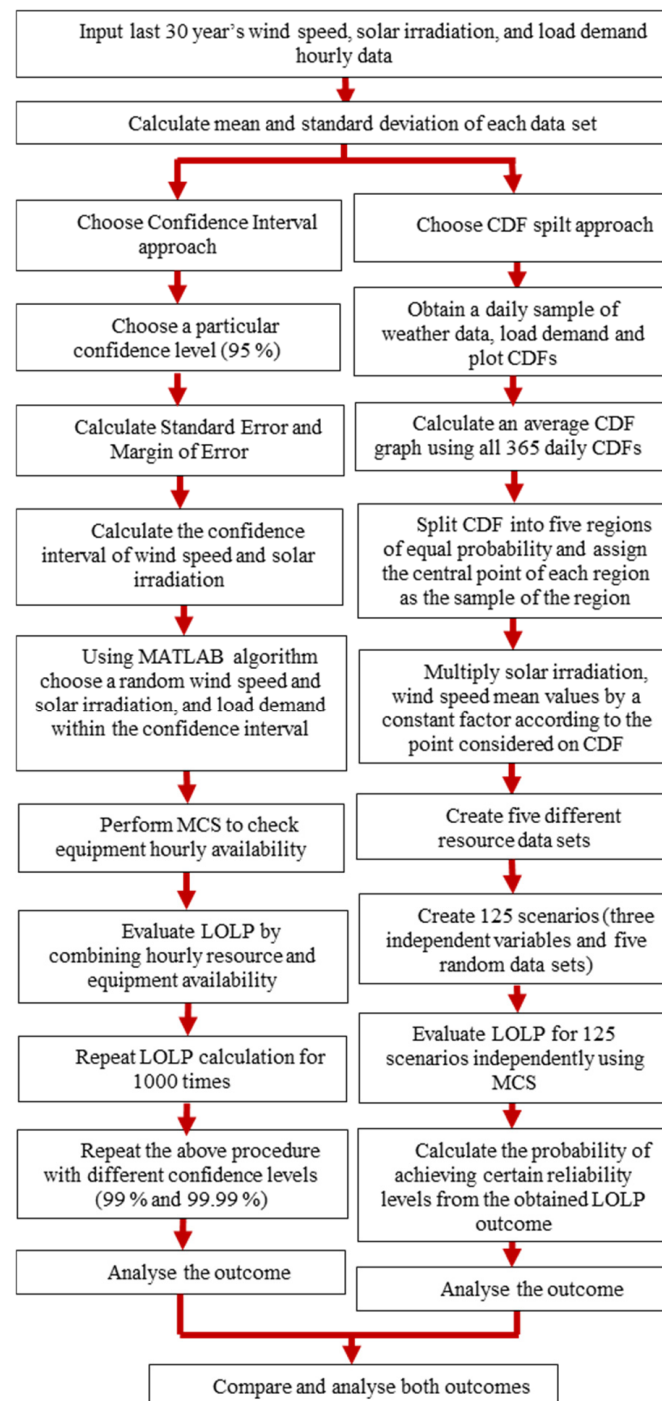 Input last 30 year's wind speed, solar irradiation, and load demand
hourly data
Calculate mean and standard deviation of each data set
Choose Confidence Interval
approach
Choose a particular
confidence level (95 %)
Calculate Standard Error and
Margin of Error
Calculate the confidence
interval of wind speed and solar
irradiation
Using MATLAB algorithm
choose a random wind speed and
solar irradiation, and load demand
within the confidence interval
Perform MCS to check
equipment hourly availability
Evaluate LOLP by
combining hourly resource and
equipment availability
Repeat LOLP calculation for
1000 times
Repeat the above procedure
with different confidence levels
(99 % and 99.99 %)
Analyse the outcome
Choose CDF spilt approach
Obtain a daily sample of
weather data, load demand and
plot CDFs
Calculate an average CDF
graph using all 365 daily CDFs
Split CDF into five regions
of equal probability and assign
the central point of each region
as the sample of the region
Multiply solar irradiation,
wind speed mean values by a
constant factor according to the
point considered on CDF
Create five different
resource data sets
Create 125 scenarios (three
independent variables and five
random data sets)
Evaluate LOLP for 125
scenarios independently using
MCS
Calculate the probability of
achieving certain reliability
levels from the obtained LOLP
outcome
Analyse the outcome
Compare and analyse both outcomes